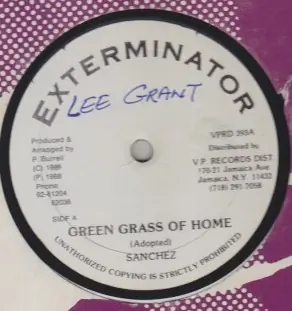 EXTERMINATOR
LEE GRANT
Produced &
Arranged by
P. Burrell
(C) 1988
(P) 1988
Phone:
92-61204
62036
VPRD 393A
Distributed by
V.P. RECORDS DIST
170-21 Jamaica Ave
Jamaica, N.Y. 11432
(718) 291-7058
SIDE A
GREEN GRASS OF HOME
(Adopted)
SANCHEZ
UNAUTHORIZED COPYING IS STRICTLY PROHIBITED